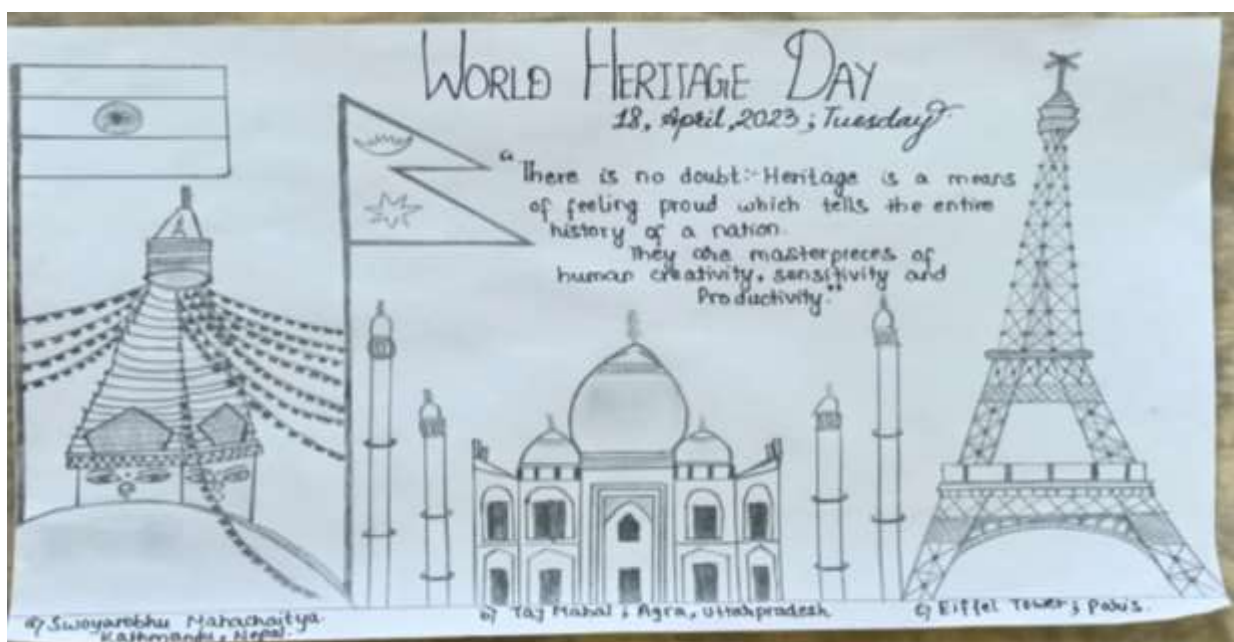 WORLD HERITAGE DAY
18, April, 2023 ; Tuesday
"There is no doubt:- Heritage is a means
of feeling proud which tells the entire
history of a nation.
They are masterpieces of
human creativity, sensitivity and
Productivity."
a) Swoyambhu Mahachaitya
Kathmandu, Nepal.
b) Taj Mahal ; Agra, Uttarpradesh
c) Eiffel Tower ; Paris.